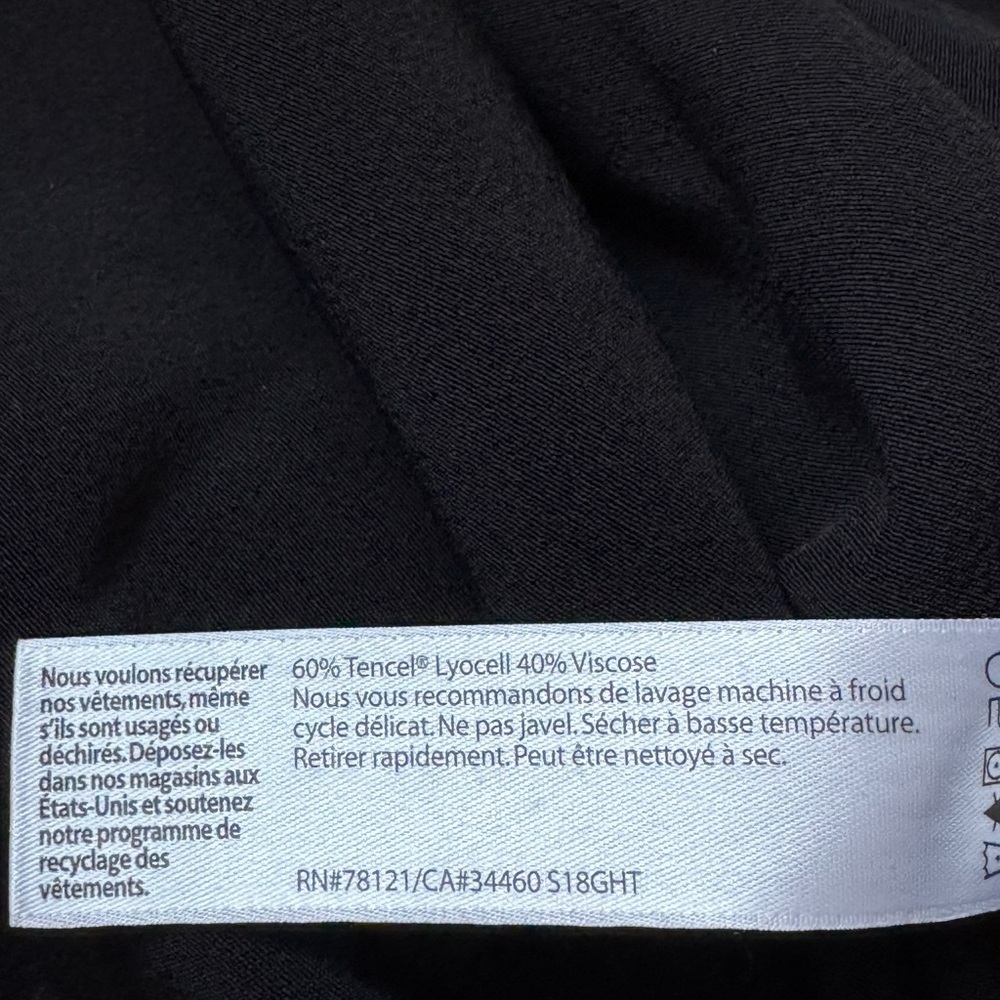 Nous voulons récupérer
nos vêtements, même
s'ils sont usagés ou
déchirés. Déposez-les
dans nos magasins aux
États-Unis et soutenez
notre programme de
recyclage des
vêtements.
60% Tencel® Lyocell 40% Viscose
Nous vous recommandons de lavage machine à froid
cycle délicat. Ne pas javel. Sécher à basse température.
Retirer rapidement. Peut être nettoyé à sec.
RN#78121/CA#34460 S18GHT